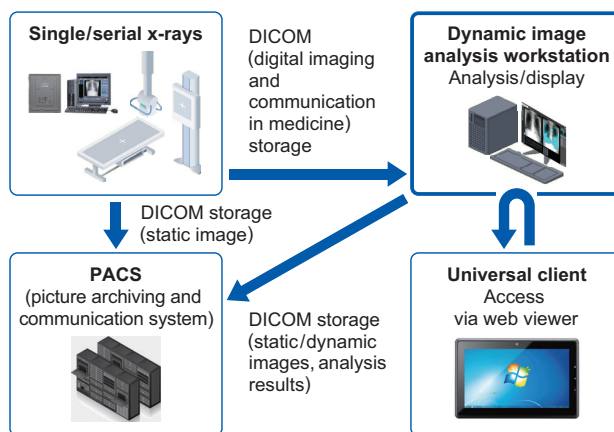 Single/serial x-rays
DICOM
(digital imaging
and
communication
in medicine)
storage
Dynamic image
analysis workstation
Analysis/display
DICOM storage
(static image)
PACS
(picture archiving and
communication system)
DICOM storage
(static/dynamic
images, analysis
results)
Universal client
Access
via web viewer